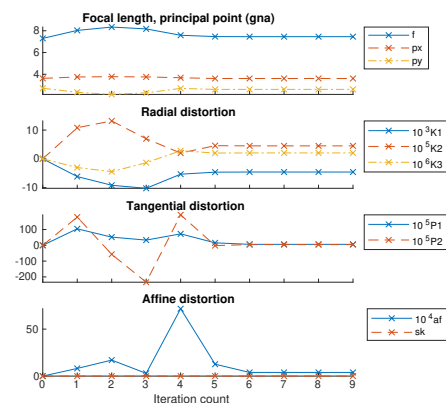 Focal length, principal point (gna)
8
6
4
f
px
py
Radial distortion
10
0
-10
10^3K1
10^5K2
10^6K3
Tangential distortion
100
0
-100
-200
10^5P1
10^5P2
Affine distortion
50
0
10^4af
sk
0 1 2 3 4 5 6 7 8 9
Iteration count